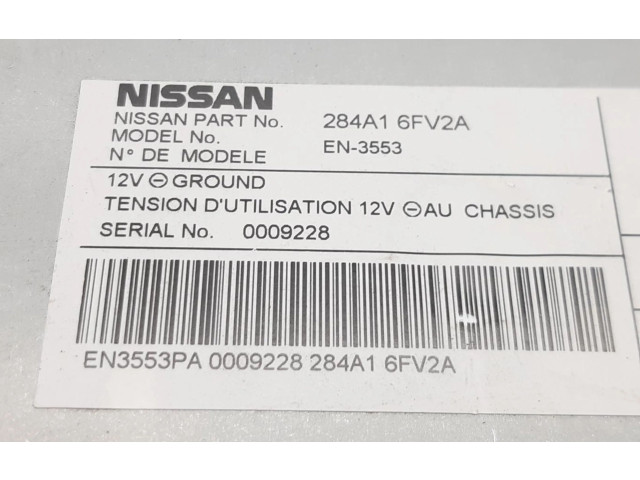 NISSAN
NISSAN PART No. 284A1 6FV2A
MODEL No.
N° DE MODELE EN-3553
12V ⊖ GROUND
TENSION D'UTILISATION 12V ⊖ AU CHASSIS
SERIAL No. 0009228
EN3553PA 0009228 284A1 6FV2A